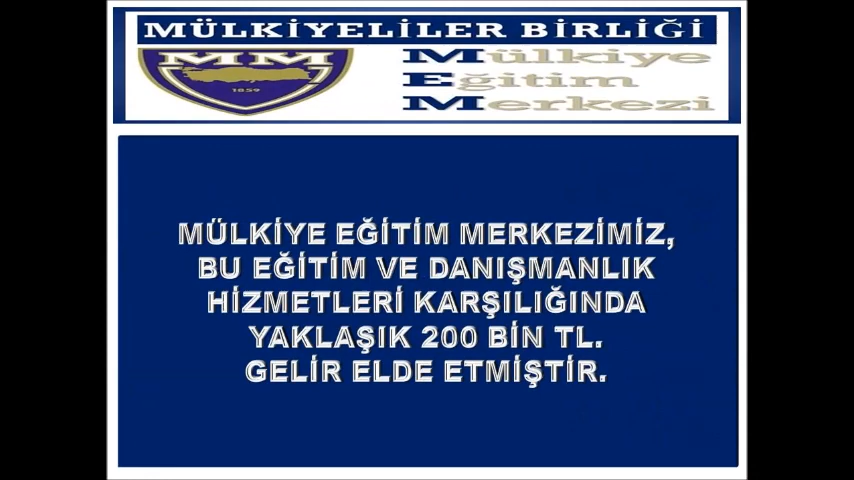 MÜLKİYELİLER BİRLİĞİ
MM
1859
Mülkiye
Eğitim
Merkezi
MÜLKİYE EĞİTİM MERKEZİMİZ,
BU EĞİTİM VE DANIŞMANLIK
HİZMETLERİ KARŞILIĞINDA
YAKLAŞIK 200 BİN TL.
GELİR ELDE ETMİŞTİR.